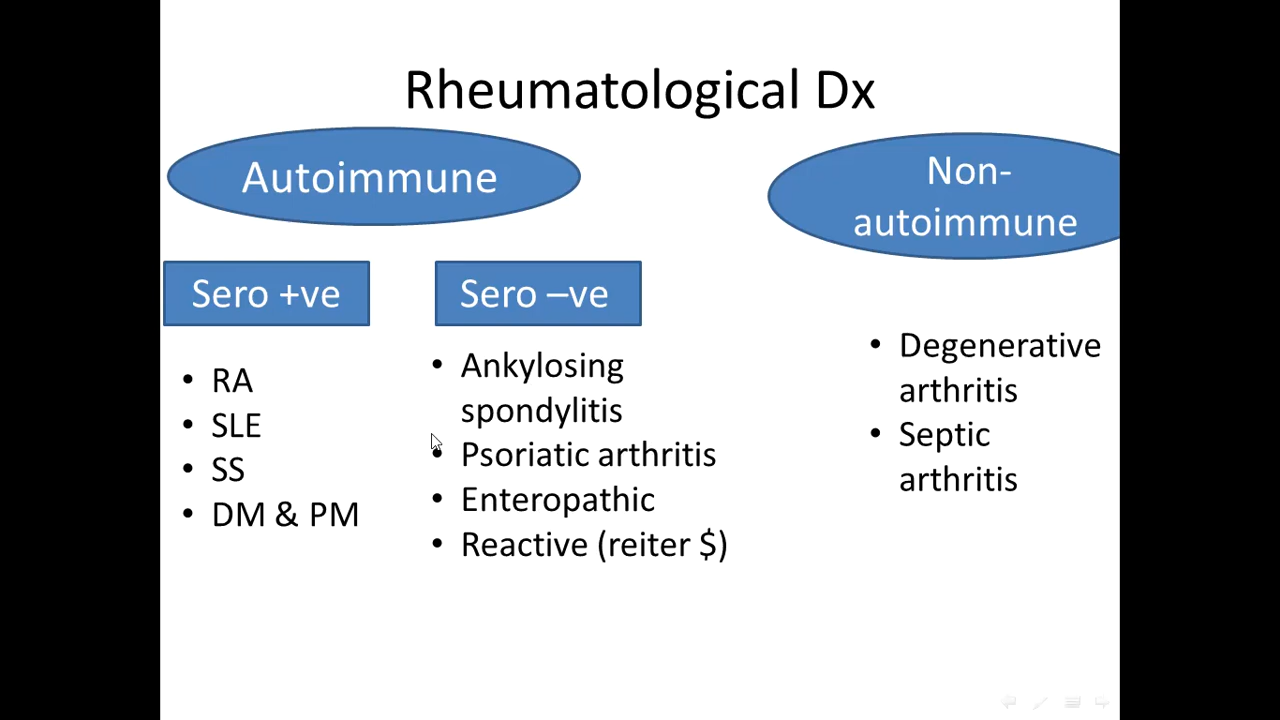 Rheumatological Dx
Autoimmune
Non-
autoimmune
Sero +ve
Sero –ve
• RA
• SLE
• SS
• DM & PM
• Ankylosing
spondylitis
• Psoriatic arthritis
• Enteropathic
• Reactive (reiter $)
• Degenerative
arthritis
• Septic
arthritis